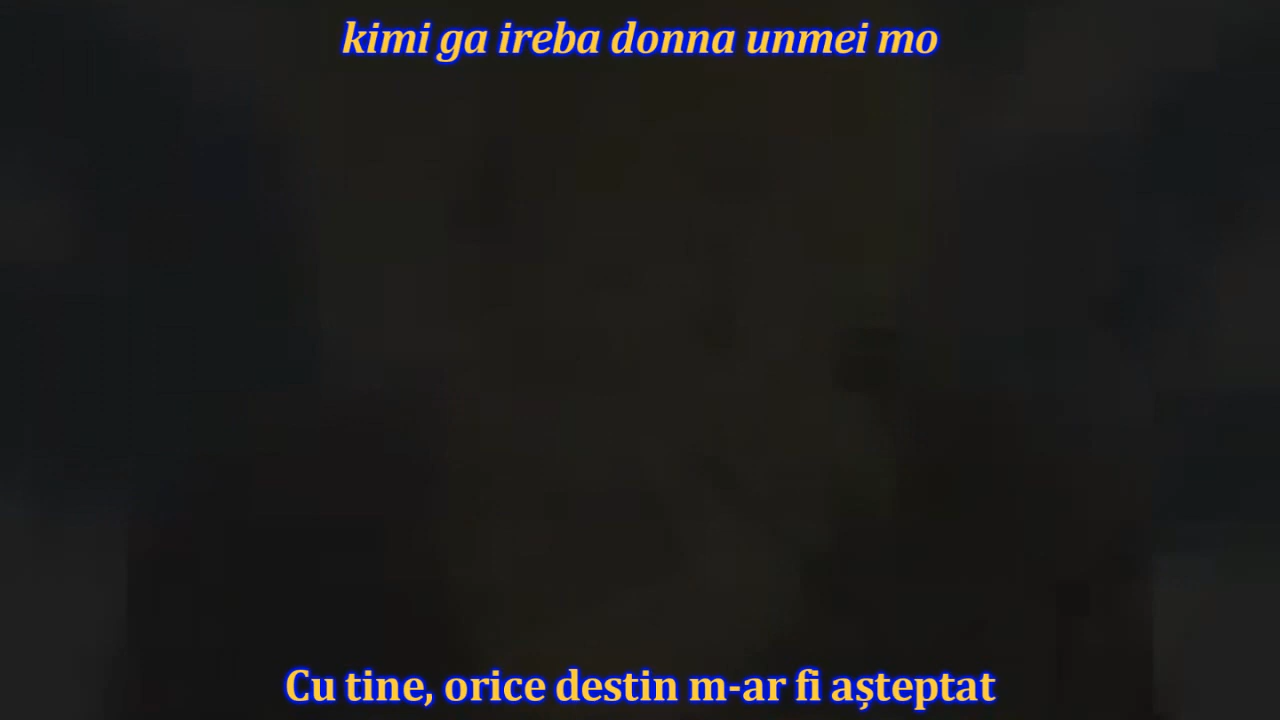 kimi ga ireba donna unmei mo
Cu tine, orice destin m-ar fi așteptat